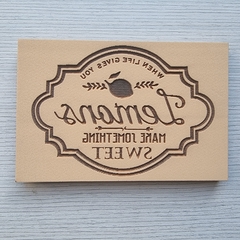 WHEN LIFE GIVES YOU
Lemons
MAKE SOMETHING
SWEET